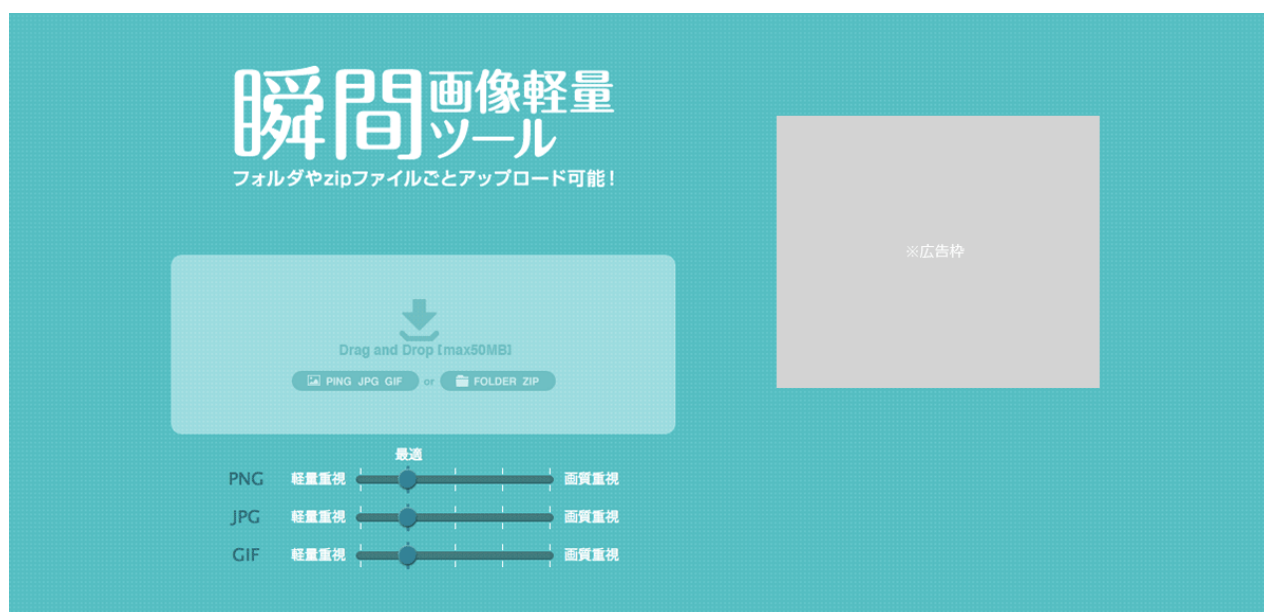 瞬間画像軽量
ツール
フォルダやzipファイルごとアップロード可能！
※広告枠
Drag and Drop [max50MB]
PING JPG GIF or FOLDER ZIP
最適
PNG 軽量重視 画質重視
JPG 軽量重視 画質重視
GIF 軽量重視 画質重視